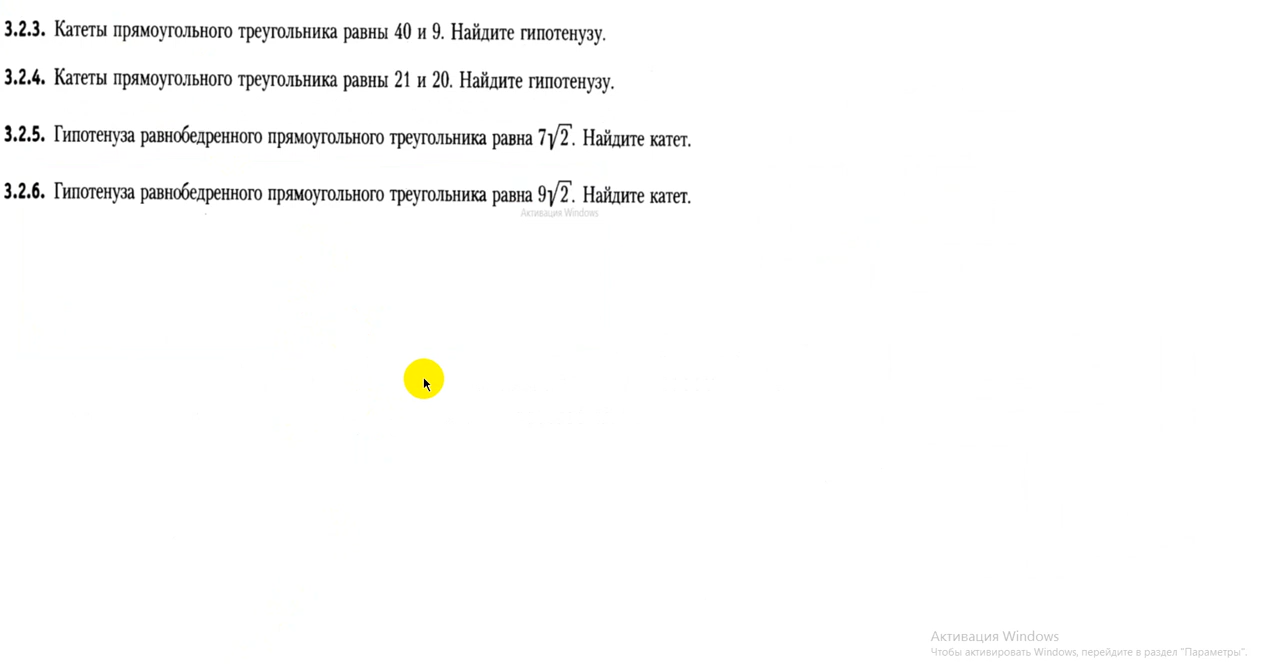 3.2.3. Катеты прямоугольного треугольника равны 40 и 9. Найдите гипотенузу.
3.2.4. Катеты прямоугольного треугольника равны 21 и 20. Найдите гипотенузу.
3.2.5. Гипотенуза равнобедренного прямоугольного треугольника равна 7√2. Найдите катет.
3.2.6. Гипотенуза равнобедренного прямоугольного треугольника равна 9√2. Найдите катет.
Активация Windows
Активация Windows
Чтобы активировать Windows, перейдите в раздел "Параметры".